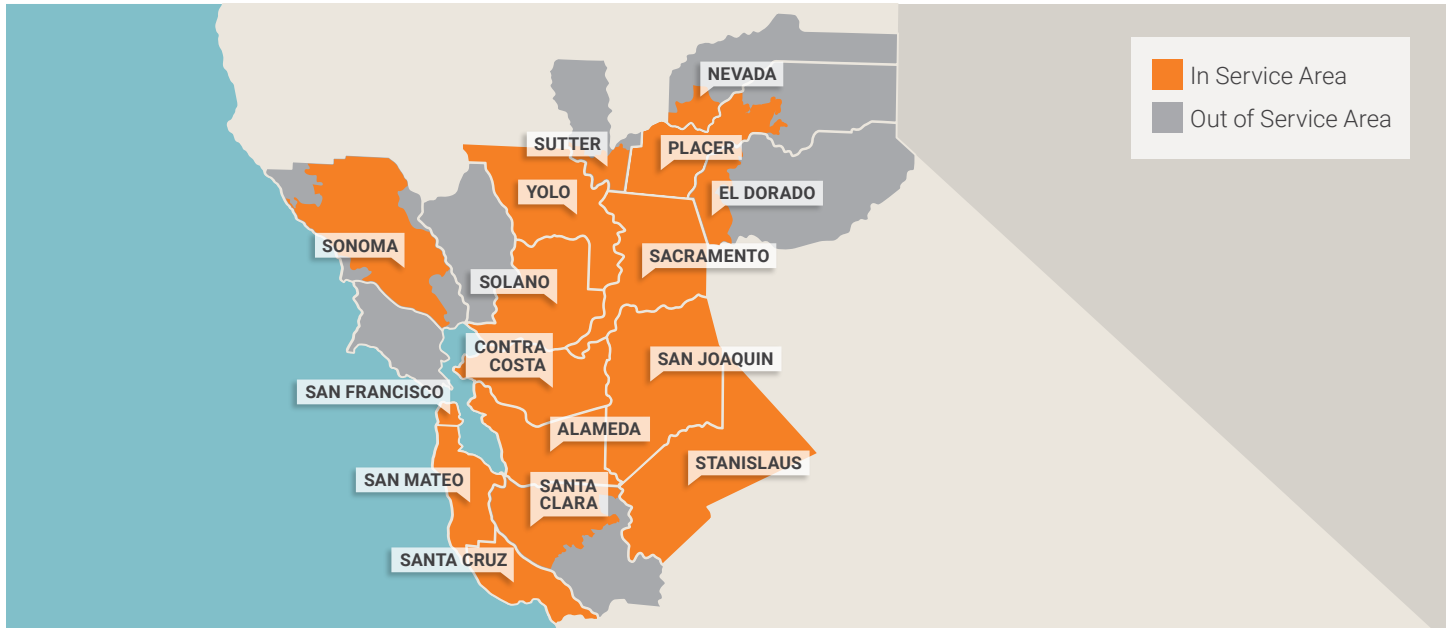 In Service Area
Out of Service Area
NEVADA
SUTTER
PLACER
YOLO
EL DORADO
SONOMA
SACRAMENTO
SOLANO
CONTRA
COSTA
SAN JOAQUIN
SAN FRANCISCO
ALAMEDA
STANISLAUS
SAN MATEO
SANTA
CLARA
SANTA CRUZ